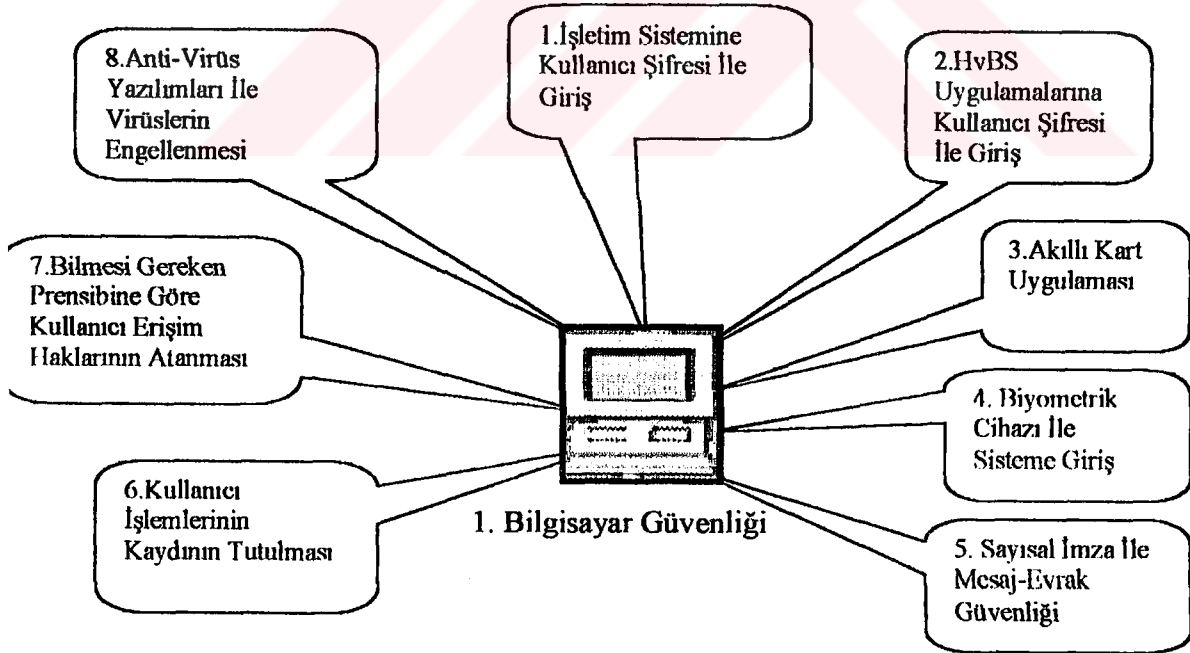 1.İşletim Sistemine
Kullanıcı Şifresi İle
Giriş
2.HvBS
Uygulamalarına
Kullanıcı Şifresi
İle Giriş
3.Akıllı Kart
Uygulaması
4. Biyometrik
Cihazı İle
Sisteme Giriş
5. Sayısal İmza İle
Mesaj-Evrak
Güvenliği
6.Kullanıcı
İşlemlerinin
Kaydının Tutulması
7.Bilmesi Gereken
Prensibine Göre
Kullanıcı Erişim
Haklarının Atanması
8.Anti-Virüs
Yazılımları İle
Virüslerin
Engellenmesi
1. Bilgisayar Güvenliği